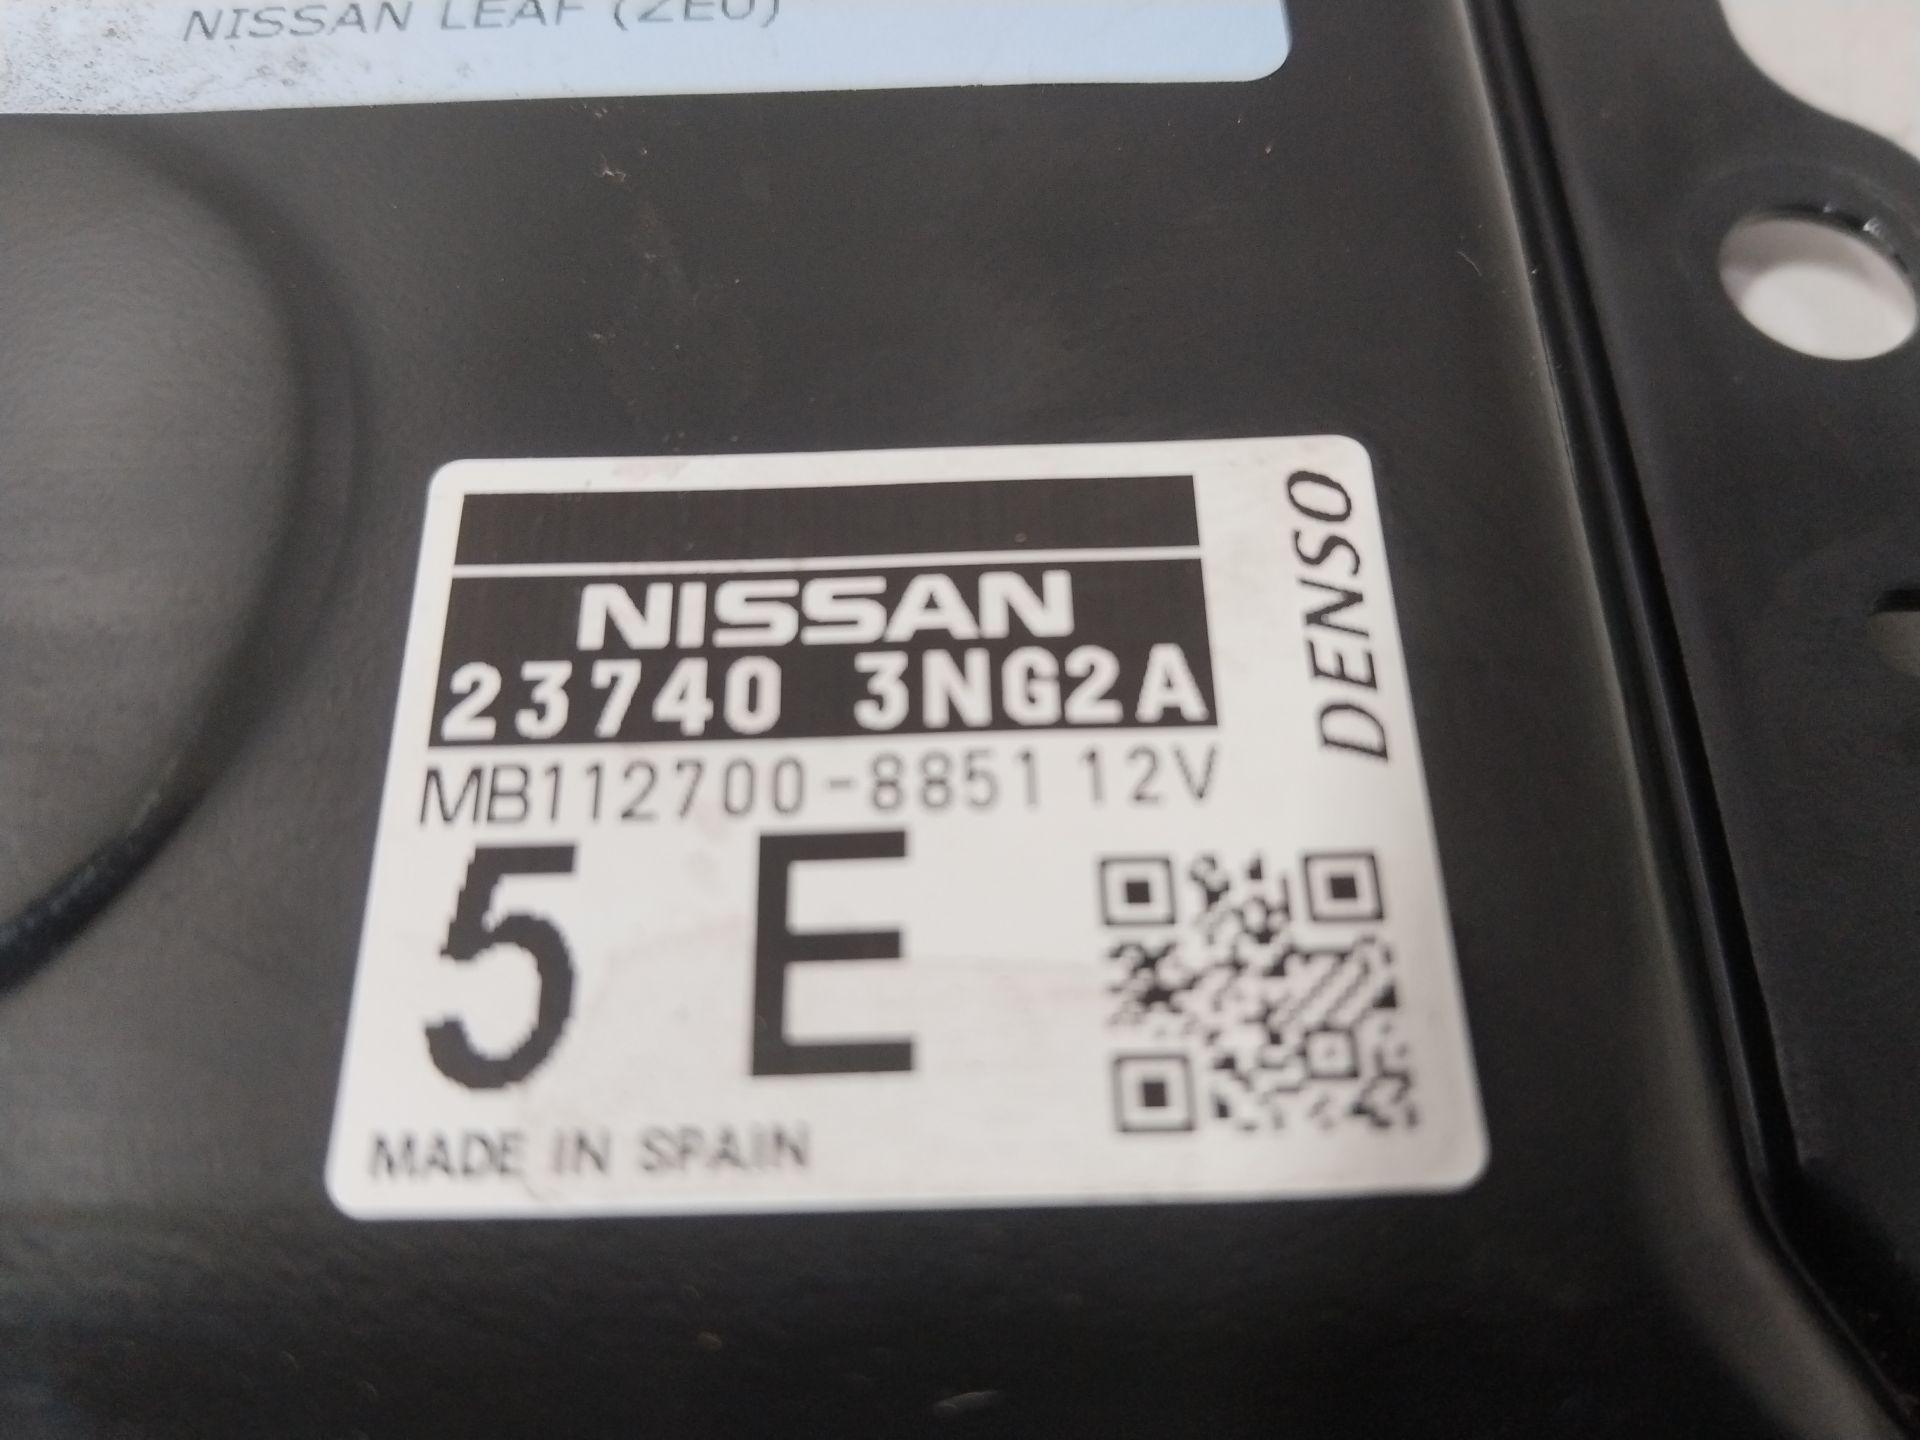 NISSAN LEAF (ZE0)
NISSAN
23740 3NG2A
MB112700-8851 12V
5 E
MADE IN SPAIN
DENSO